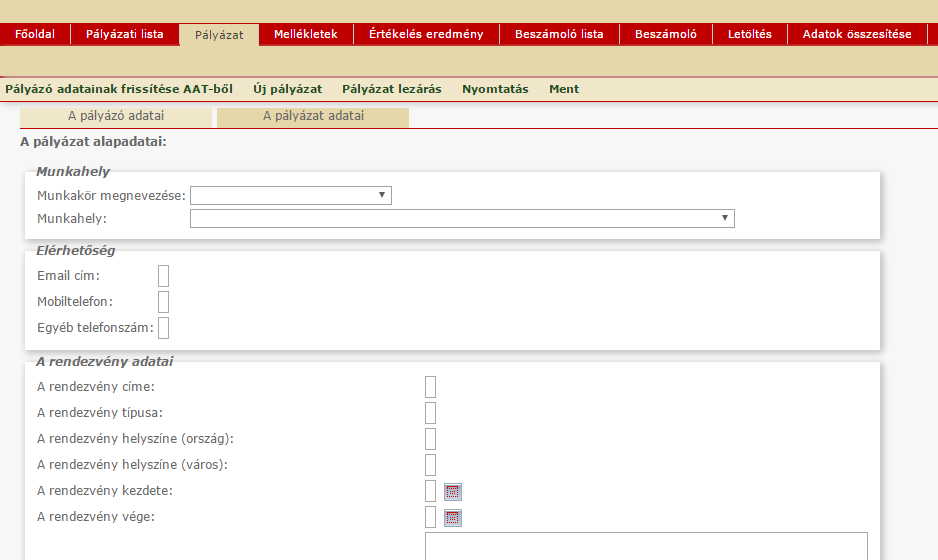 Főoldal Pályázati lista Pályázat Mellékletek Értékelés eredmény Beszámoló lista Beszámoló Letöltés Adatok összesítése
Pályázó adatainak frissítése AAT-ből Új pályázat Pályázat lezárás Nyomtatás Ment
A pályázó adatai A pályázat adatai
A pályázat alapadatai:
Munkahely
Munkakör megnevezése:
Munkahely:
Elérhetőség
Email cím:
Mobiltelefon:
Egyéb telefonszám:
A rendezvény adatai
A rendezvény címe:
A rendezvény típusa:
A rendezvény helyszíne (ország):
A rendezvény helyszíne (város):
A rendezvény kezdete:
A rendezvény vége: